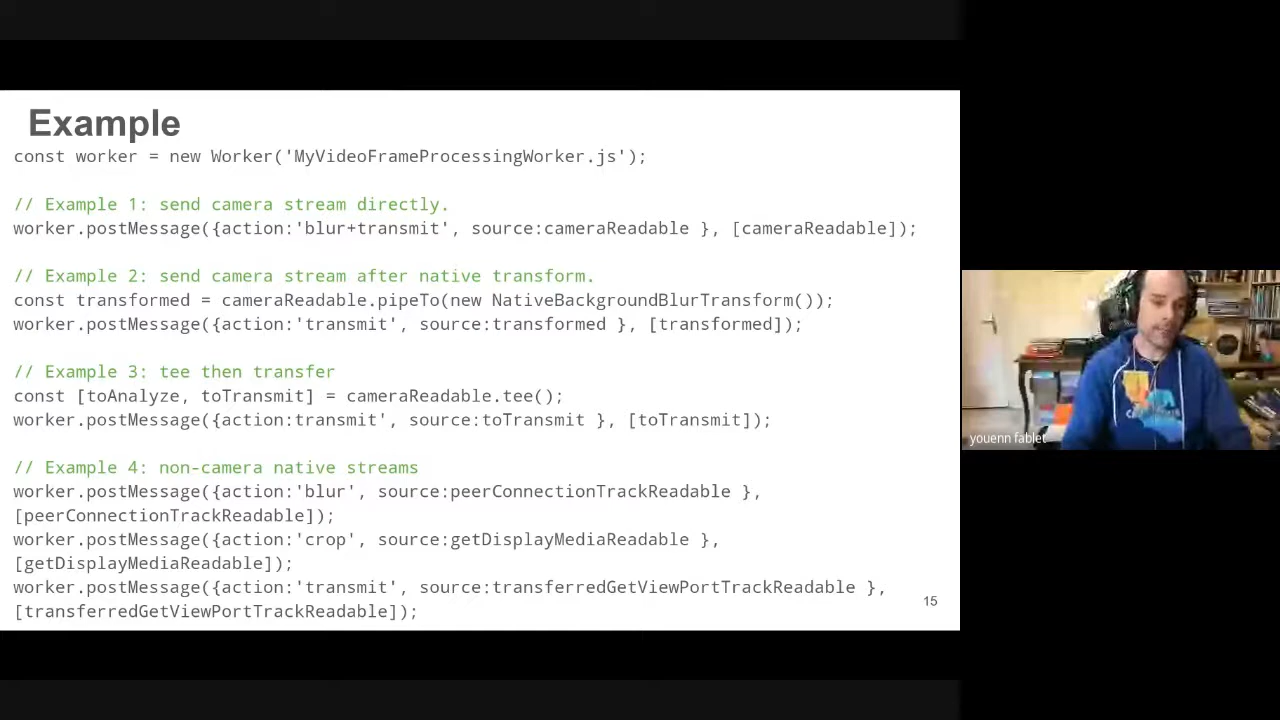 Example
const worker = new Worker('MyVideoFrameProcessingWorker.js');
// Example 1: send camera stream directly.
worker.postMessage({action:'blur+transmit', source:cameraReadable }, [cameraReadable]);
// Example 2: send camera stream after native transform.
const transformed = cameraReadable.pipeTo(new NativeBackgroundBlurTransform());
worker.postMessage({action:'transmit', source:transformed }, [transformed]);
// Example 3: tee then transfer
const [toAnalyze, toTransmit] = cameraReadable.tee();
worker.postMessage({action:transmit', source:toTransmit }, [toTransmit]);
// Example 4: non-camera native streams
worker.postMessage({action:'blur', source:peerConnectionTrackReadable },
[peerConnectionTrackReadable]);
worker.postMessage({action:'crop', source:getDisplayMediaReadable },
[getDisplayMediaReadable]);
worker.postMessage({action:'transmit', source:transferredGetViewPortTrackReadable },
[transferredGetViewPortTrackReadable]);
15
youenn fablet